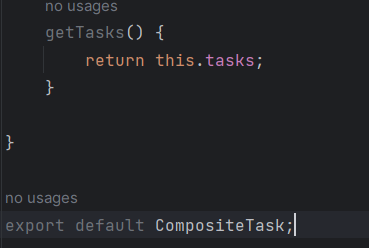 no usages
getTasks() {
return this.tasks;
}
}
no usages
export default CompositeTask;